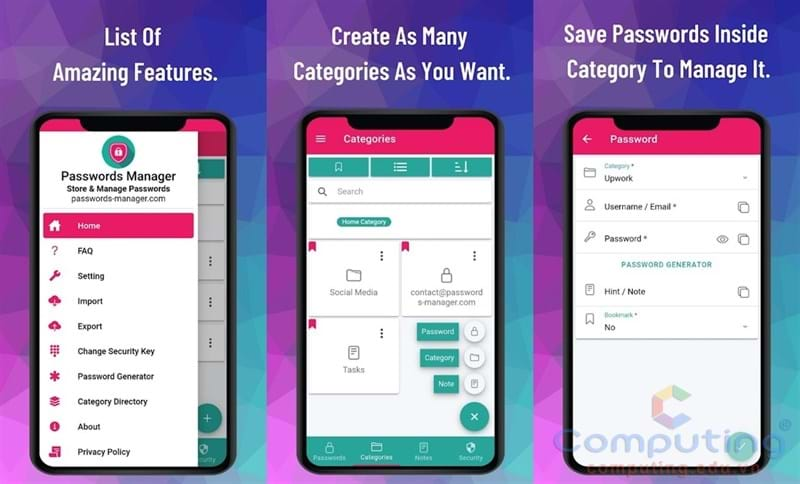 List Of
Amazing Features.
Passwords Manager
Store & Manage Passwords
passwords-manager.com
Home
FAQ
Setting
Import
Export
Change Security Key
Password Generator
Category Directory
About
Privacy Policy
Security
Create As Many
Categories As You Want.
Categories
Search
Home Category
Social Media
contact@password
s-manager.com
Tasks
Password
Category
Note
Passwords
Categories
Notes
Security
Save Passwords Inside
Category To Manage It.
Password
Category *
Upwork
Username / Email *
Password *
PASSWORD GENERATOR
Hint / Note
Bookmark *
No
Computing®
computing.edu.vn